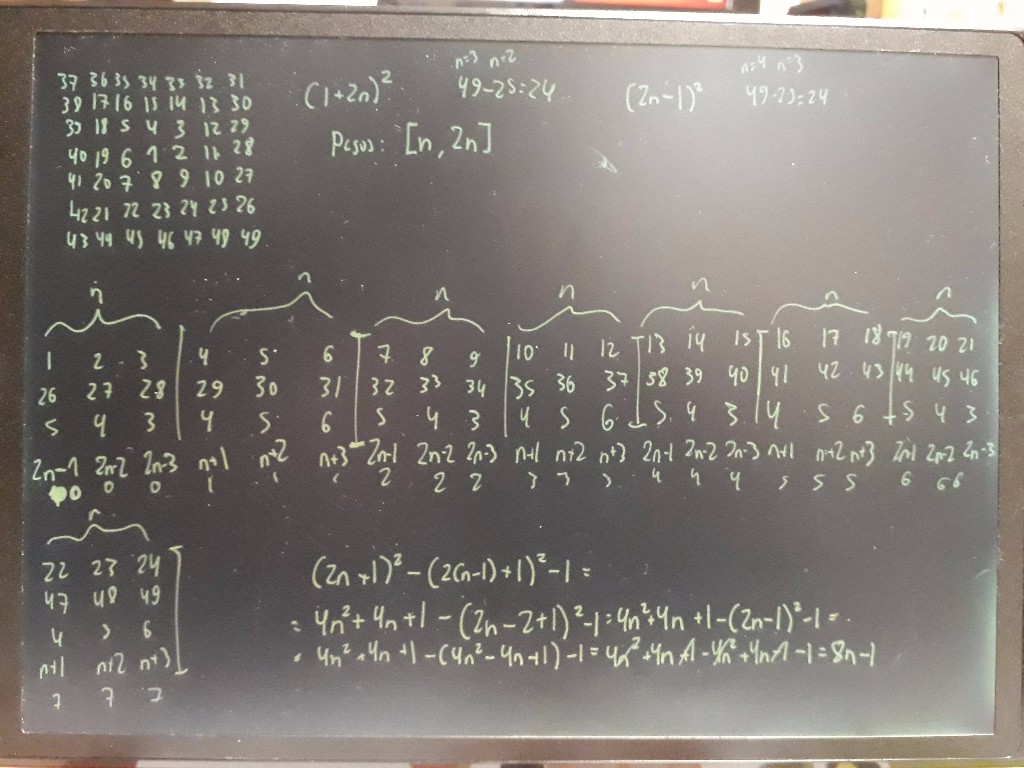 37 36 35 34 33 32 31
38 17 16 15 14 13 30
39 18 5 4 3 12 29
40 19 6 1 2 11 28
41 20 7 8 9 10 27
42 21 22 23 24 25 26
43 44 45 46 47 48 49
(1+2n)²
n=3 n=2
49-25=24
(2n-1)²
n=4 n=3
49-25=24
Pasos: [n, 2n]
n n n n n n n
1 2 3 4 5 6 7 8 9 10 11 12 13 14 15 16 17 18 19 20 21
26 27 28 29 30 31 32 33 34 35 36 37 38 39 40 41 42 43 44 45 46
5 4 3 4 5 6 5 4 3 4 5 6 5 4 3 4 5 6 5 4 3
2n-1 2n-2 2n-3 n+1 n+2 n+3 2n-1 2n-2 2n-3 n+1 n+2 n+3 2n-1 2n-2 2n-3 n+1 n+2 n+3 2n-1 2n-2 2n-3
0 0 0 1 1 1 2 2 2 3 3 3 4 4 4 5 5 5 6 6 6
n
22 23 24
47 48 49
4 5 6
n+1 n+2 n+3
7 7 7
(2n+1)²-(2(n-1)+1)²-1=
= 4n²+4n+1-(2n-2+1)²-1=4n²+4n+1-(2n-1)²-1=
= 4n²+4n+1-(4n²-4n+1)-1=4n²+4n+1-4n²+4n-1-1=8n-1